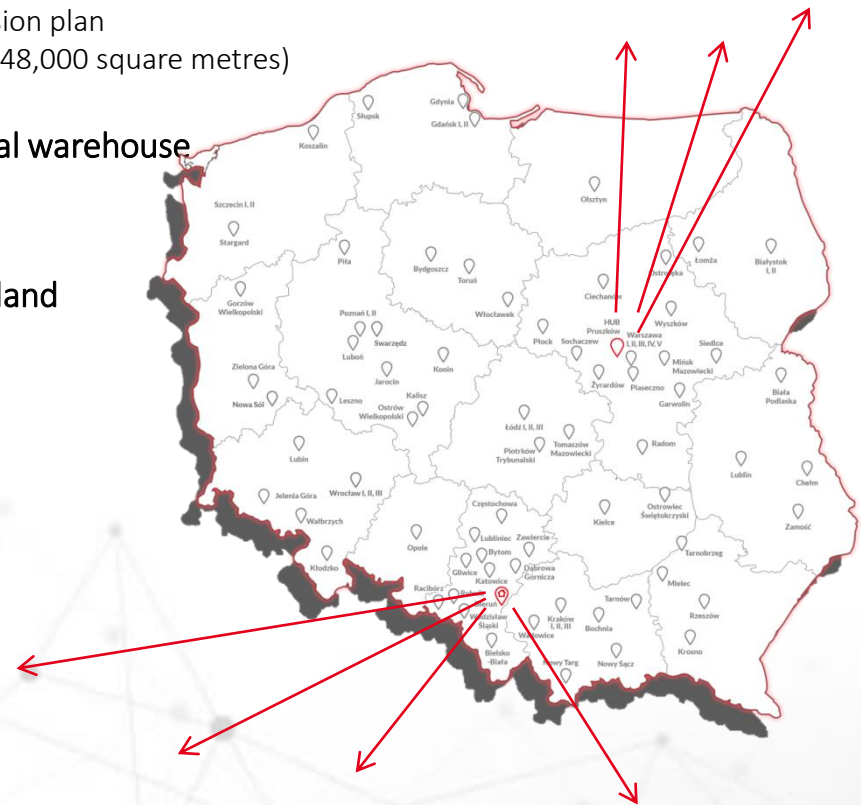 sion plan
48,000 square metres)
al warehouse
land
Słupsk
Gdynia
Gdańsk I, II
Koszalin
Olsztyn
Szczecin I, II
Stargard
Piła
Bydgoszcz
Toruń
Włocławek
Ostrołęka
Łomża
Białystok
I, II
Ciechanów
Gorzów
Wielkopolski
Poznań I, II
Swarzędz
Luboń
Jarocin
Konin
Płock
Sochaczew
HUB
Pruszków
Warszawa
I, II, III, IV, V
Wyszków
Mińsk
Mazowiecki
Siedlce
Żyrardów
Piaseczno
Garwolin
Biała
Podlaska
Zielona Góra
Nowa Sól
Leszno
Kalisz
Ostrów
Wielkopolski
Łódź I, II, III
Piotrków
Trybunalski
Tomaszów
Mazowiecki
Radom
Lublin
Chełm
Zamość
Lubin
Jelenia Góra
Wrocław I, II, III
Wałbrzych
Kłodzko
Opole
Częstochowa
Lubliniec
Zawiercie
Bytom
Gliwice
Katowice
Dąbrowa
Górnicza
Kielce
Ostrowiec
Świętokrzyski
Tarnobrzeg
Mielec
Rzeszów
Krosno
Racibórz
Bieruń
Wodzisław
Śląski
Bielsko
-Biała
Wadowice
Kraków
I, II, III
Bochnia
Tarnów
Nowy Targ
Nowy Sącz